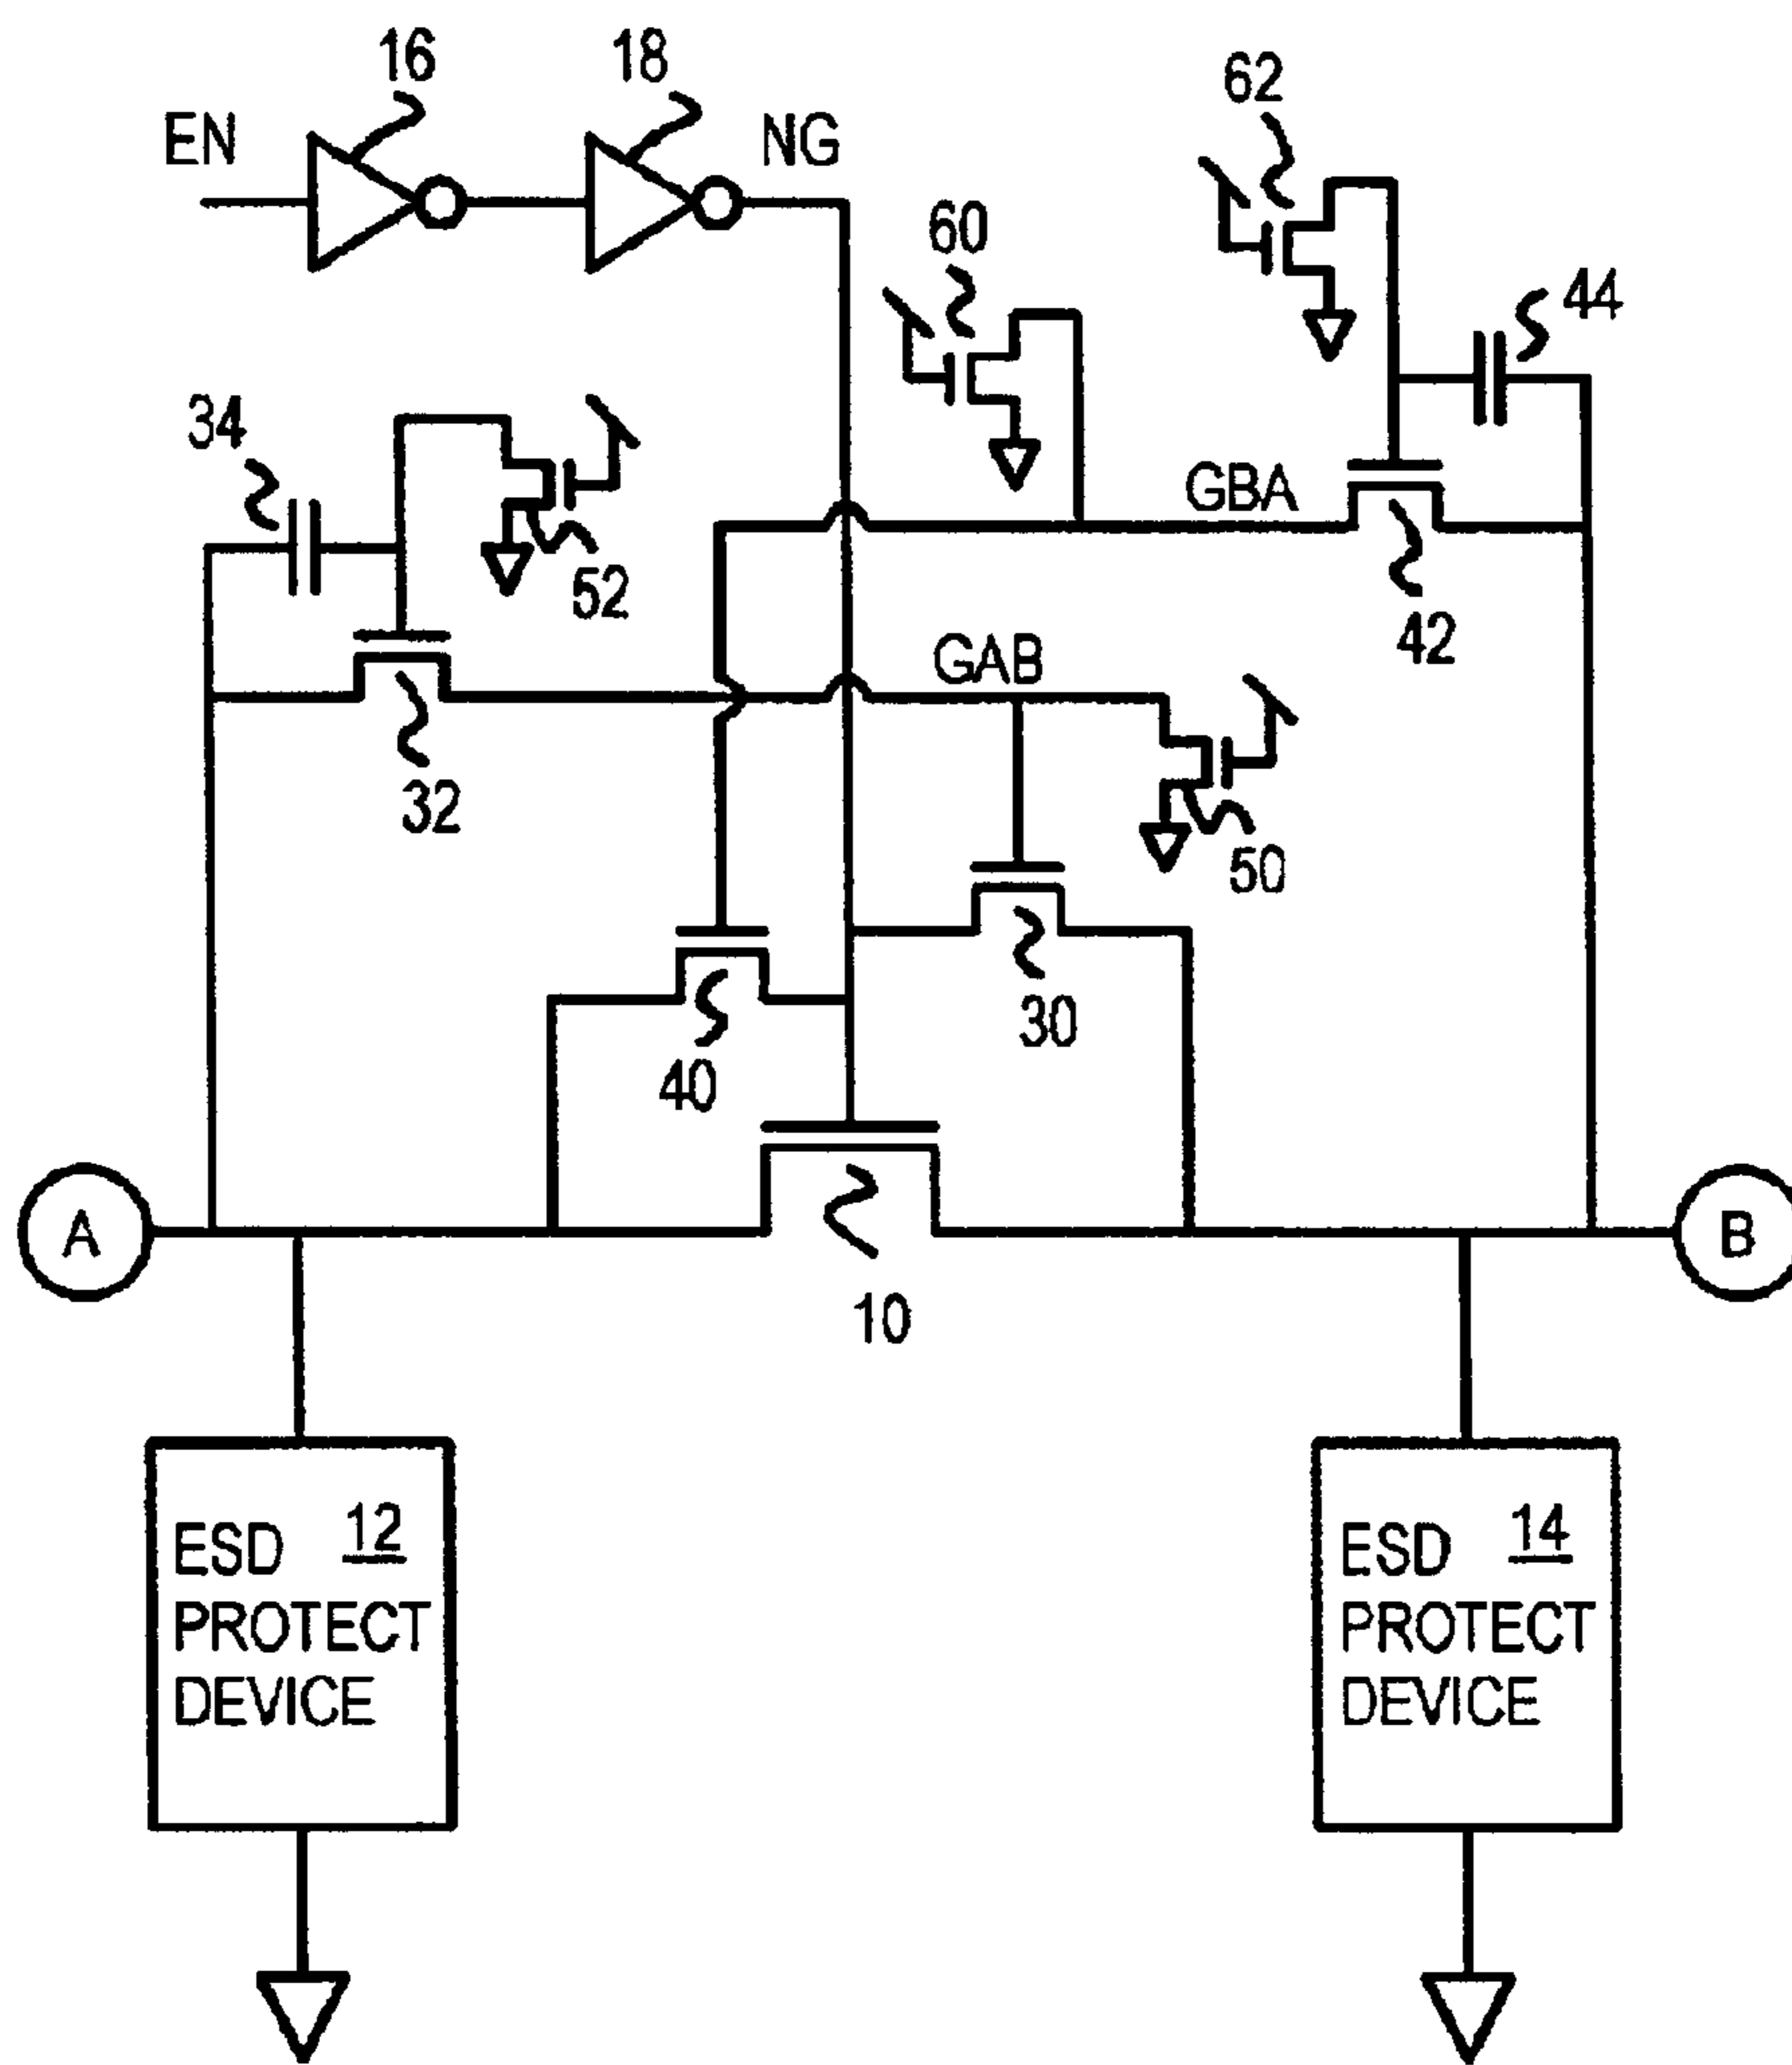 16
18
62
EN
NG
60
44
34
GBA
52
42
GAB
32
50
30
40
A
B
10
ESD 12
PROTECT
DEVICE
ESD 14
PROTECT
DEVICE